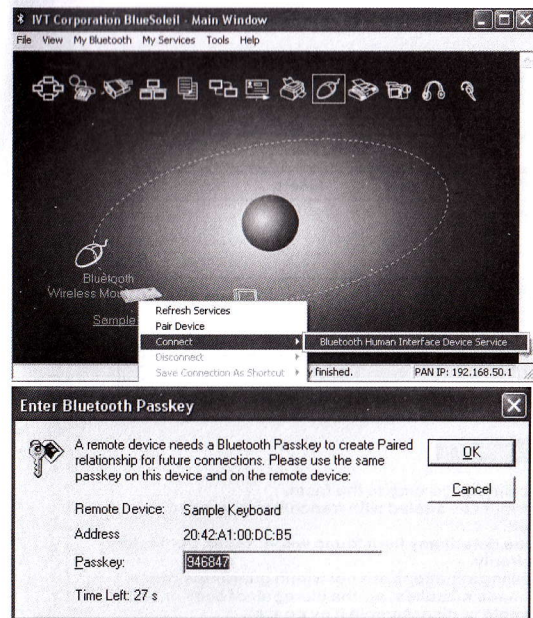 IVT Corporation BlueSoleil - Main Window
File View My Bluetooth My Services Tools Help
Bluetooth
Wireless Mou
Sample
Refresh Services
Pair Device
Connect
Bluetooth Human Interface Device Service
Disconnect
Save Connection As Shortcut
y finished.
PAN IP: 192.168.50.1
Enter Bluetooth Passkey
A remote device needs a Bluetooth Passkey to create Paired
relationship for future connections. Please use the same
passkey on this device and on the remote device:
OK
Cancel
Remote Device: Sample Keyboard
Address 20:42:A1:00:DC:B5
Passkey: 946847
Time Left: 27 s